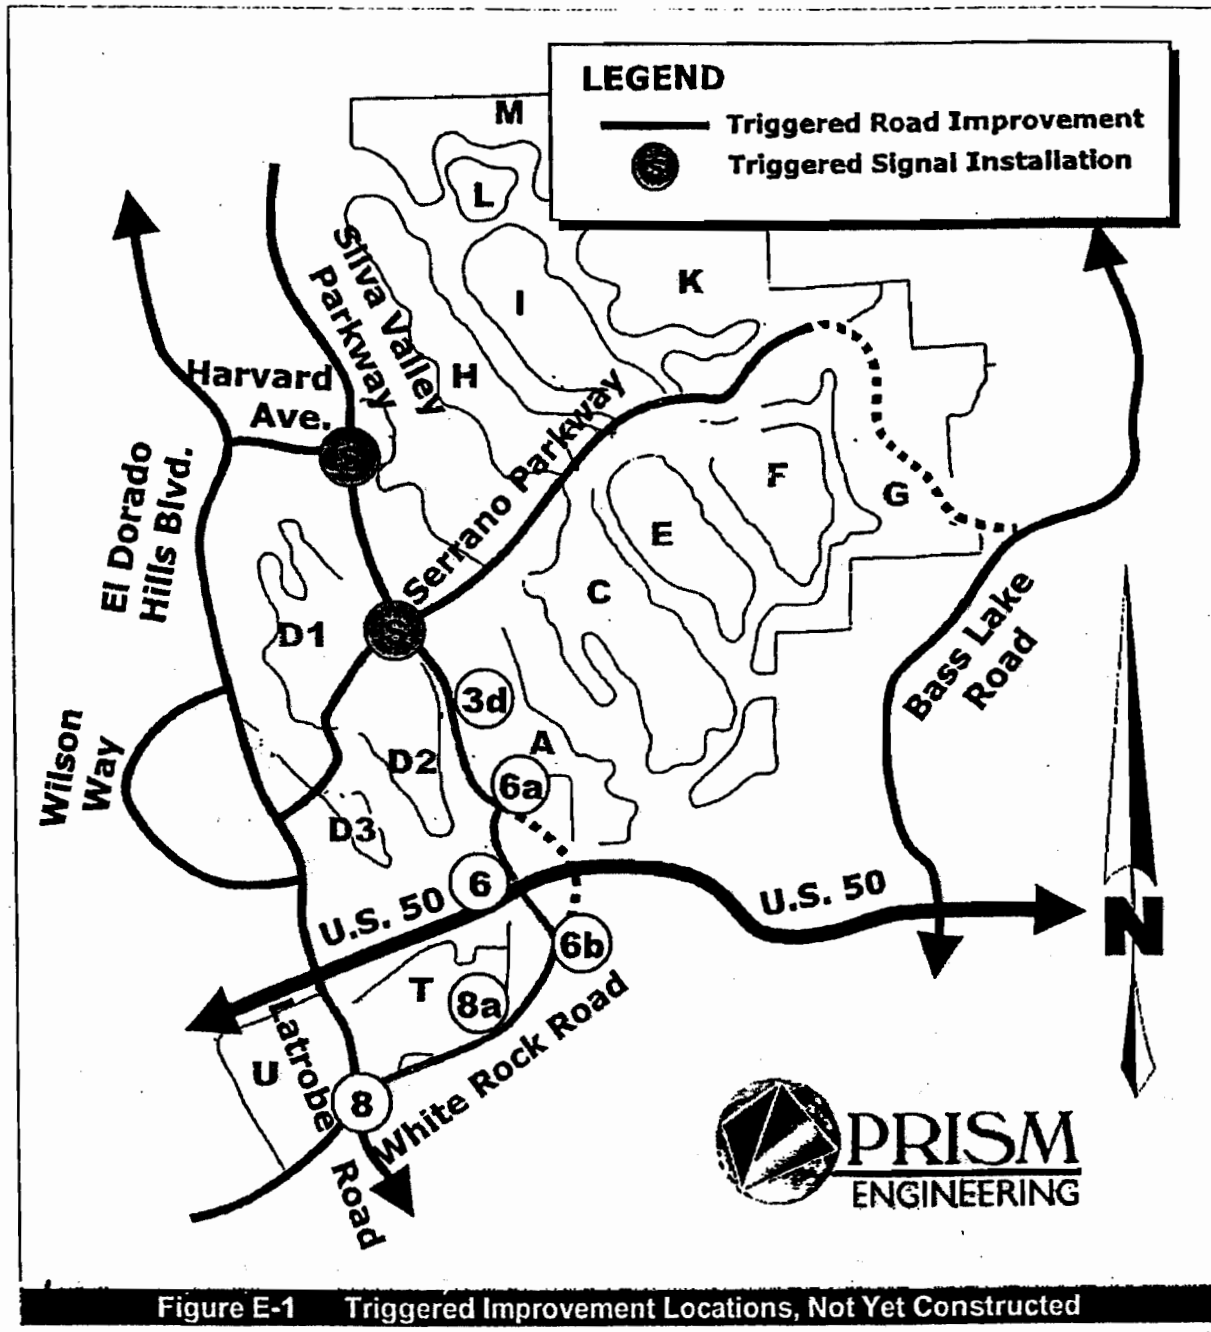 LEGEND
Triggered Road Improvement
S
Triggered Signal Installation
M
L
Silva Valley
Parkway
K
I
H
Harvard
Ave.
S
Serrano Parkway
El Dorado
Hills Blvd.
F
G
E
C
S
D1
Bass Lake
Road
3d
A
D2
6a
Wilson
Way
D3
6
U.S. 50
U.S. 50
N
6b
T
8a
Latrobe
Road
U
8
White Rock Road
PRISM
ENGINEERING
Figure E-1 Triggered Improvement Locations, Not Yet Constructed